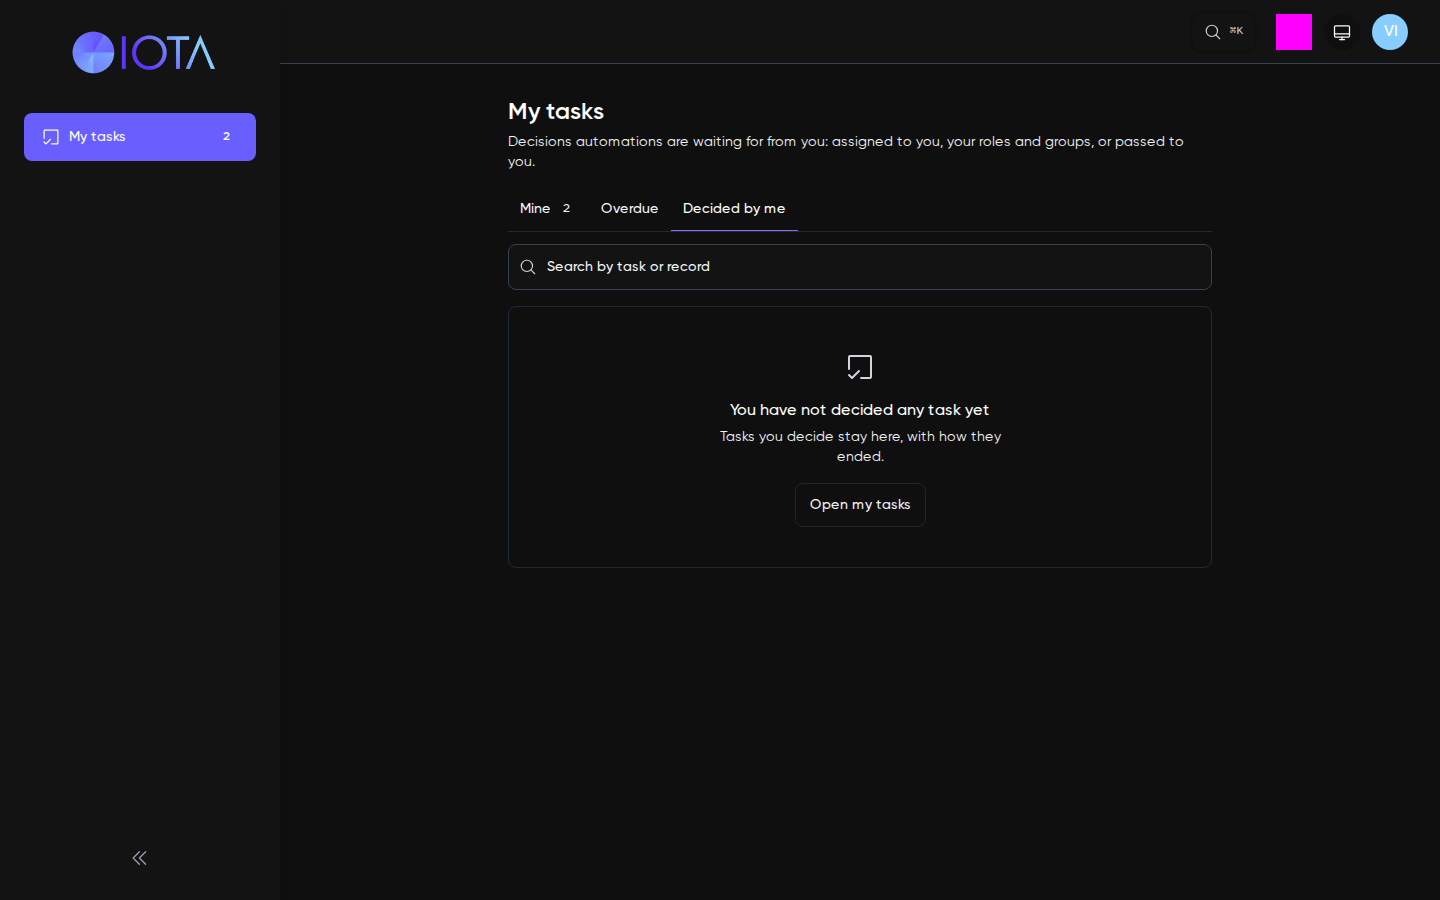 IOTA
⌘K
VI
My tasks 2
My tasks
Decisions automations are waiting for from you: assigned to you, your roles and groups, or passed to
you.
Mine 2 Overdue Decided by me
Search by task or record
You have not decided any task yet
Tasks you decide stay here, with how they
ended.
Open my tasks